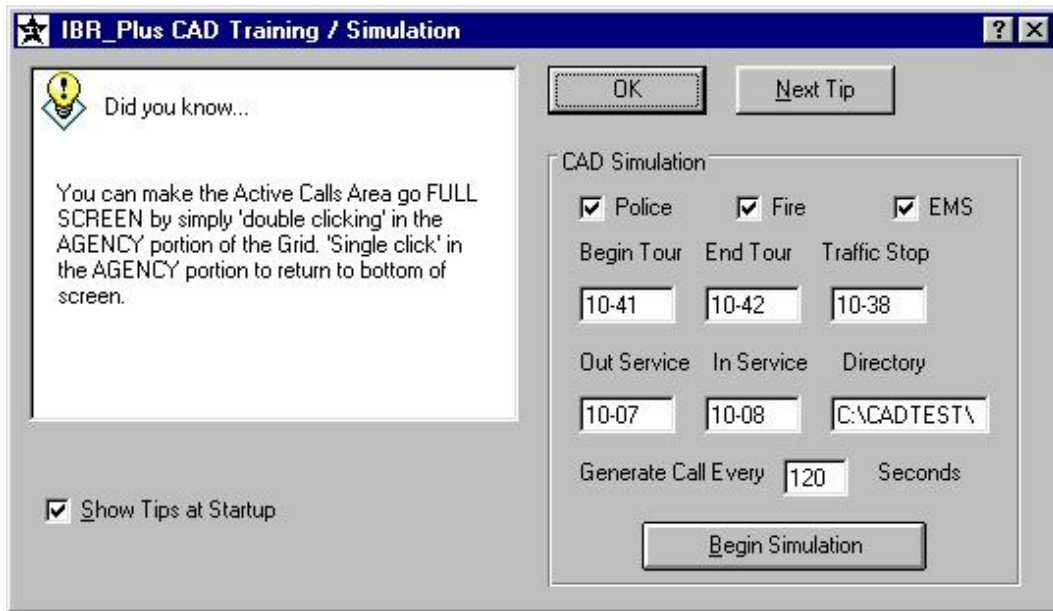 IBR_Plus CAD Training / Simulation
Did you know...
You can make the Active Calls Area go FULL
SCREEN by simply 'double clicking' in the
AGENCY portion of the Grid. 'Single click' in
the AGENCY portion to return to bottom of
screen.
Show Tips at Startup
OK
Next Tip
CAD Simulation
Police Fire EMS
Begin Tour End Tour Traffic Stop
10-41 10-42 10-38
Out Service In Service Directory
10-07 10-08 C:\CADTEST\
Generate Call Every 120 Seconds
Begin Simulation